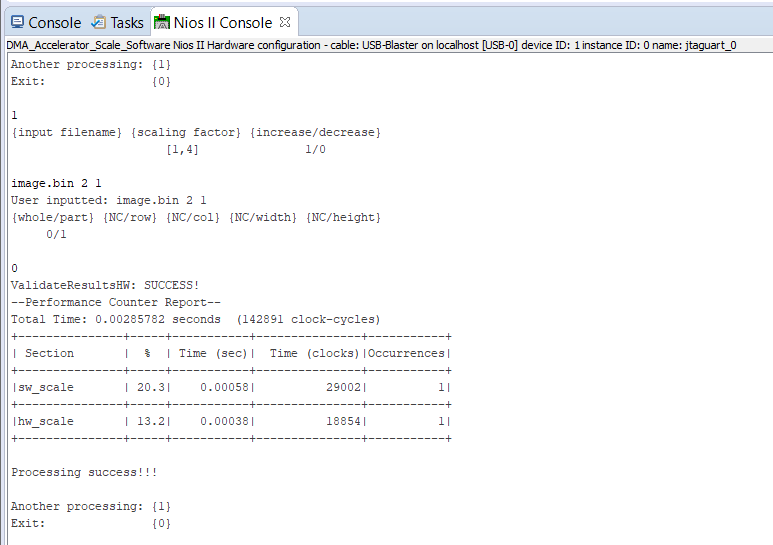 Console Tasks Nios II Console
DMA_Accelerator_Scale_Software Nios II Hardware configuration - cable: USB-Blaster on localhost [USB-0] device ID: 1 instance ID: 0 name: jtaguart_0
Another processing: {1}
Exit:               {0}
1
{input filename} {scaling factor} {increase/decrease}
                      [1,4]                1/0
image.bin 2 1
User inputted: image.bin 2 1
{whole/part} {NC/row} {NC/col} {NC/width} {NC/height}
     0/1
0
ValidateResultsHW: SUCCESS!
--Performance Counter Report--
Total Time: 0.00285782 seconds  (142891 clock-cycles)
+---------------+-----+-----------+---------------+-----------+
| Section       |  %  | Time (sec)|  Time (clocks)|Occurrences|
+---------------+-----+-----------+---------------+-----------+
|sw_scale       | 20.3|    0.00058|          29002|          1|
+---------------+-----+-----------+---------------+-----------+
|hw_scale       | 13.2|    0.00038|          18854|          1|
+---------------+-----+-----------+---------------+-----------+
Processing success!!!
Another processing: {1}
Exit:               {0}